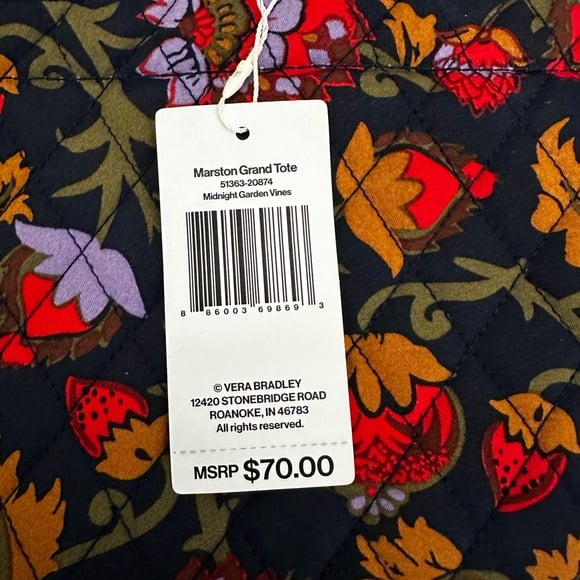 Marston Grand Tote
51363-20874
Midnight Garden Vines
8 86003 69869 3
© VERA BRADLEY
12420 STONEBRIDGE ROAD
ROANOKE, IN 46783
All rights reserved.
MSRP $70.00